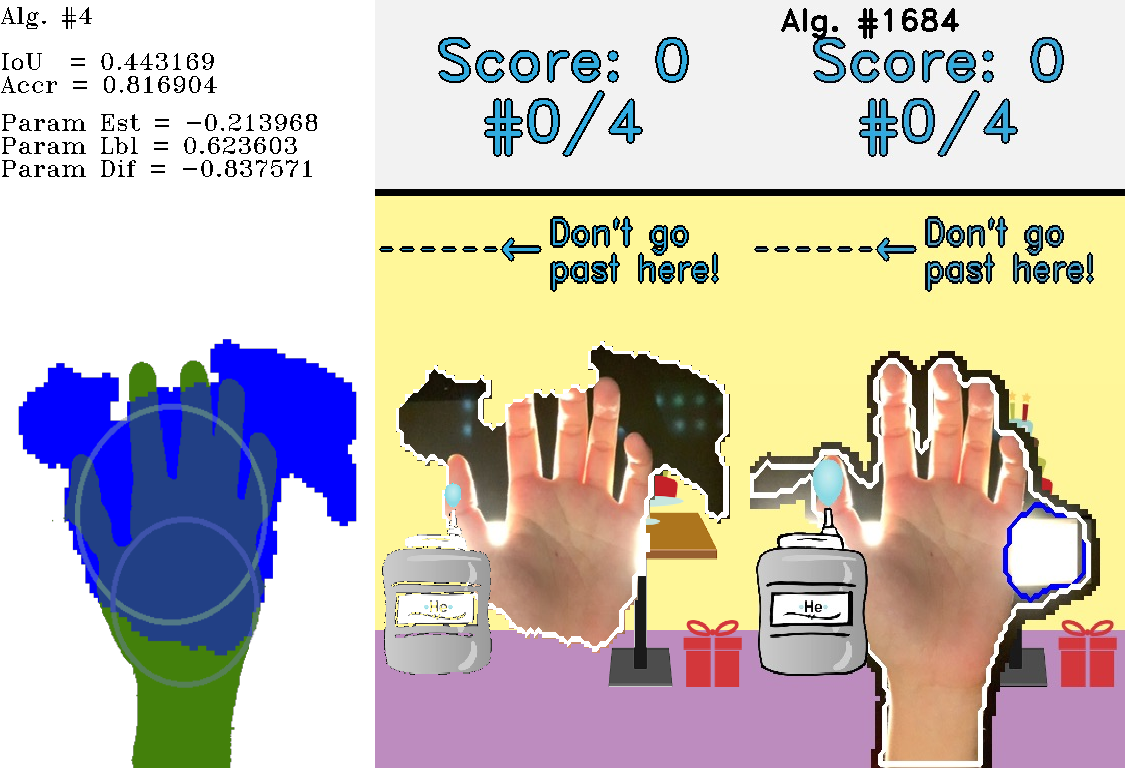 Alg. #4
IoU = 0.443169
Accr = 0.816904
Param Est = −0.213968
Param Lbl = 0.623603
Param Dif = −0.837571
Score: 0
#0/4
------← Don't go
past here!
He
Alg. #1684
Score: 0
#0/4
------← Don't go
past here!
He